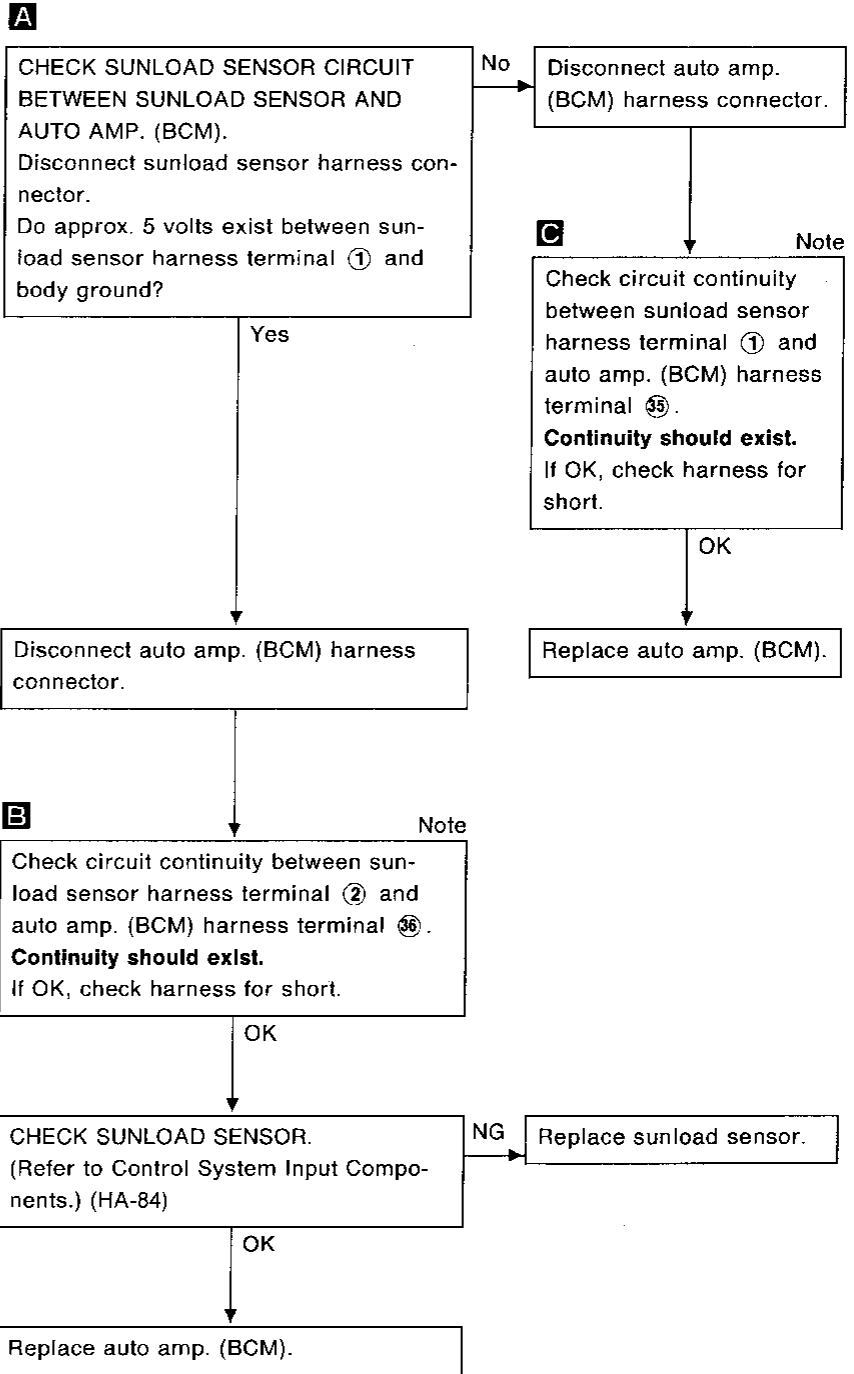 A
CHECK SUNLOAD SENSOR CIRCUIT
BETWEEN SUNLOAD SENSOR AND
AUTO AMP. (BCM).
Disconnect sunload sensor harness con-
nector.
Do approx. 5 volts exist between sun-
load sensor harness terminal ① and
body ground?
No
Disconnect auto amp.
(BCM) harness connector.
C
Note
Check circuit continuity
between sunload sensor
harness terminal ① and
auto amp. (BCM) harness
terminal ㉟.
Continuity should exist.
If OK, check harness for
short.
OK
Replace auto amp. (BCM).
Yes
Disconnect auto amp. (BCM) harness
connector.
B
Note
Check circuit continuity between sun-
load sensor harness terminal ② and
auto amp. (BCM) harness terminal ㊱.
Continuity should exist.
If OK, check harness for short.
OK
CHECK SUNLOAD SENSOR.
(Refer to Control System Input Compo-
nents.) (HA-84)
NG
Replace sunload sensor.
OK
Replace auto amp. (BCM).